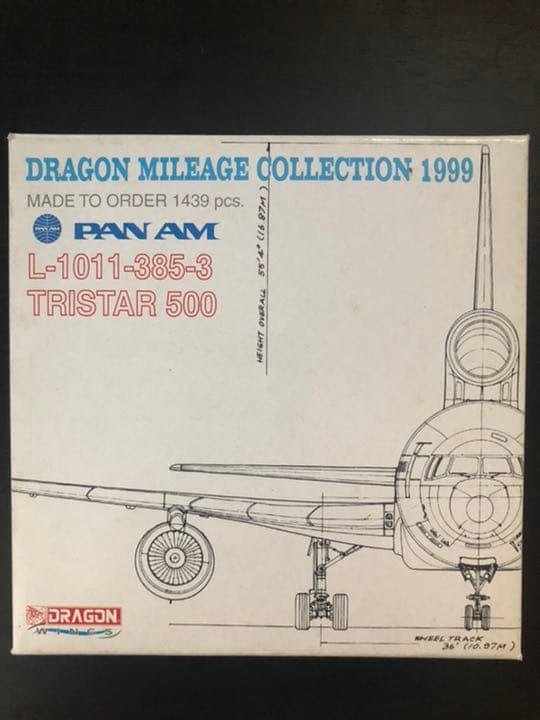 DRAGON MILEAGE COLLECTION 1999
MADE TO ORDER 1439 pcs.
PAN AM
L-1011-385-3
TRISTAR 500
HEIGHT OVERALL 55'4" (16.87M)
DRAGON
WINGS
WHEEL TRACK
36' (10.97M)